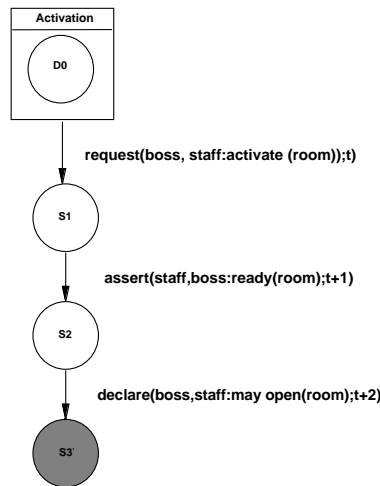 Activation
D0
request(boss, staff:activate (room));t)
S1
assert(staff,boss:ready(room);t+1)
S2
declare(boss,staff:may open(room);t+2)
S3'